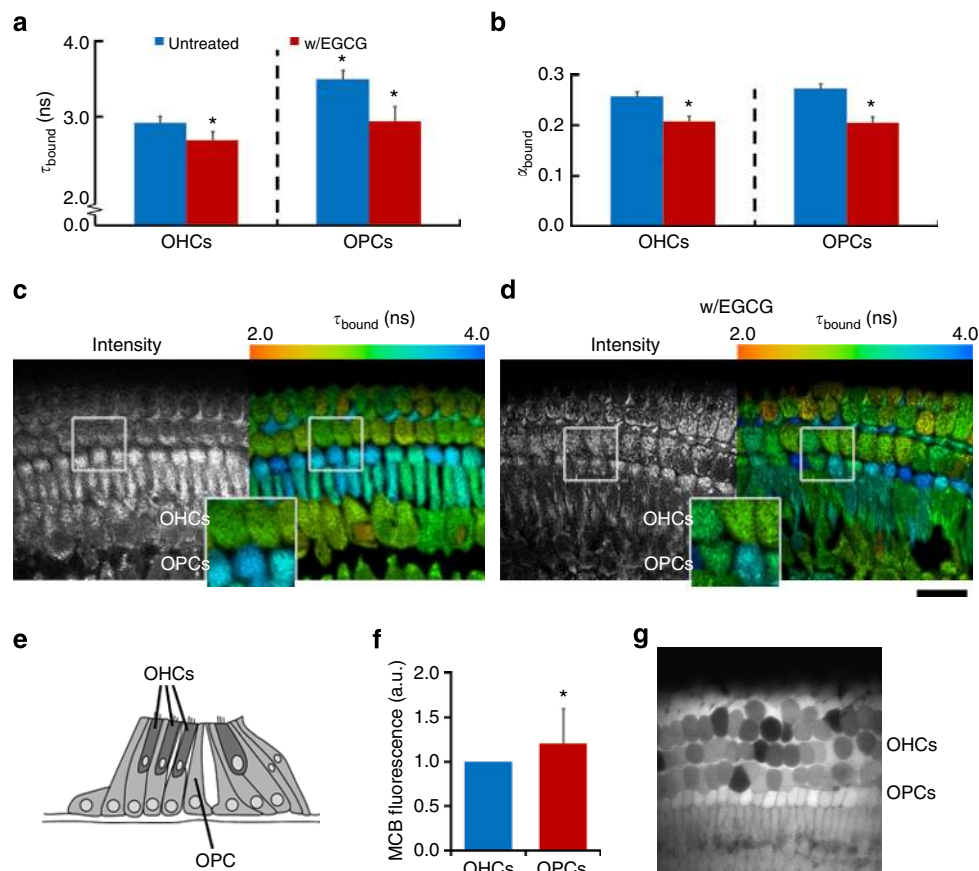 a
4.0
3.0
2.0
0.0
τbound (ns)
Untreated
w/EGCG
*
*
*
OHCs
OPCs
b
0.3
0.2
0.1
0.0
αbound
*
*
OHCs
OPCs
c
Intensity
τbound (ns)
2.0
4.0
OHCs
OPCs
d
w/EGCG
Intensity
τbound (ns)
2.0
4.0
OHCs
OPCs
e
OHCs
OPC
f
MCB fluorescence (a.u.)
2.0
1.5
1.0
0.5
0.0
*
OHCs
OPCs
g
OHCs
OPCs